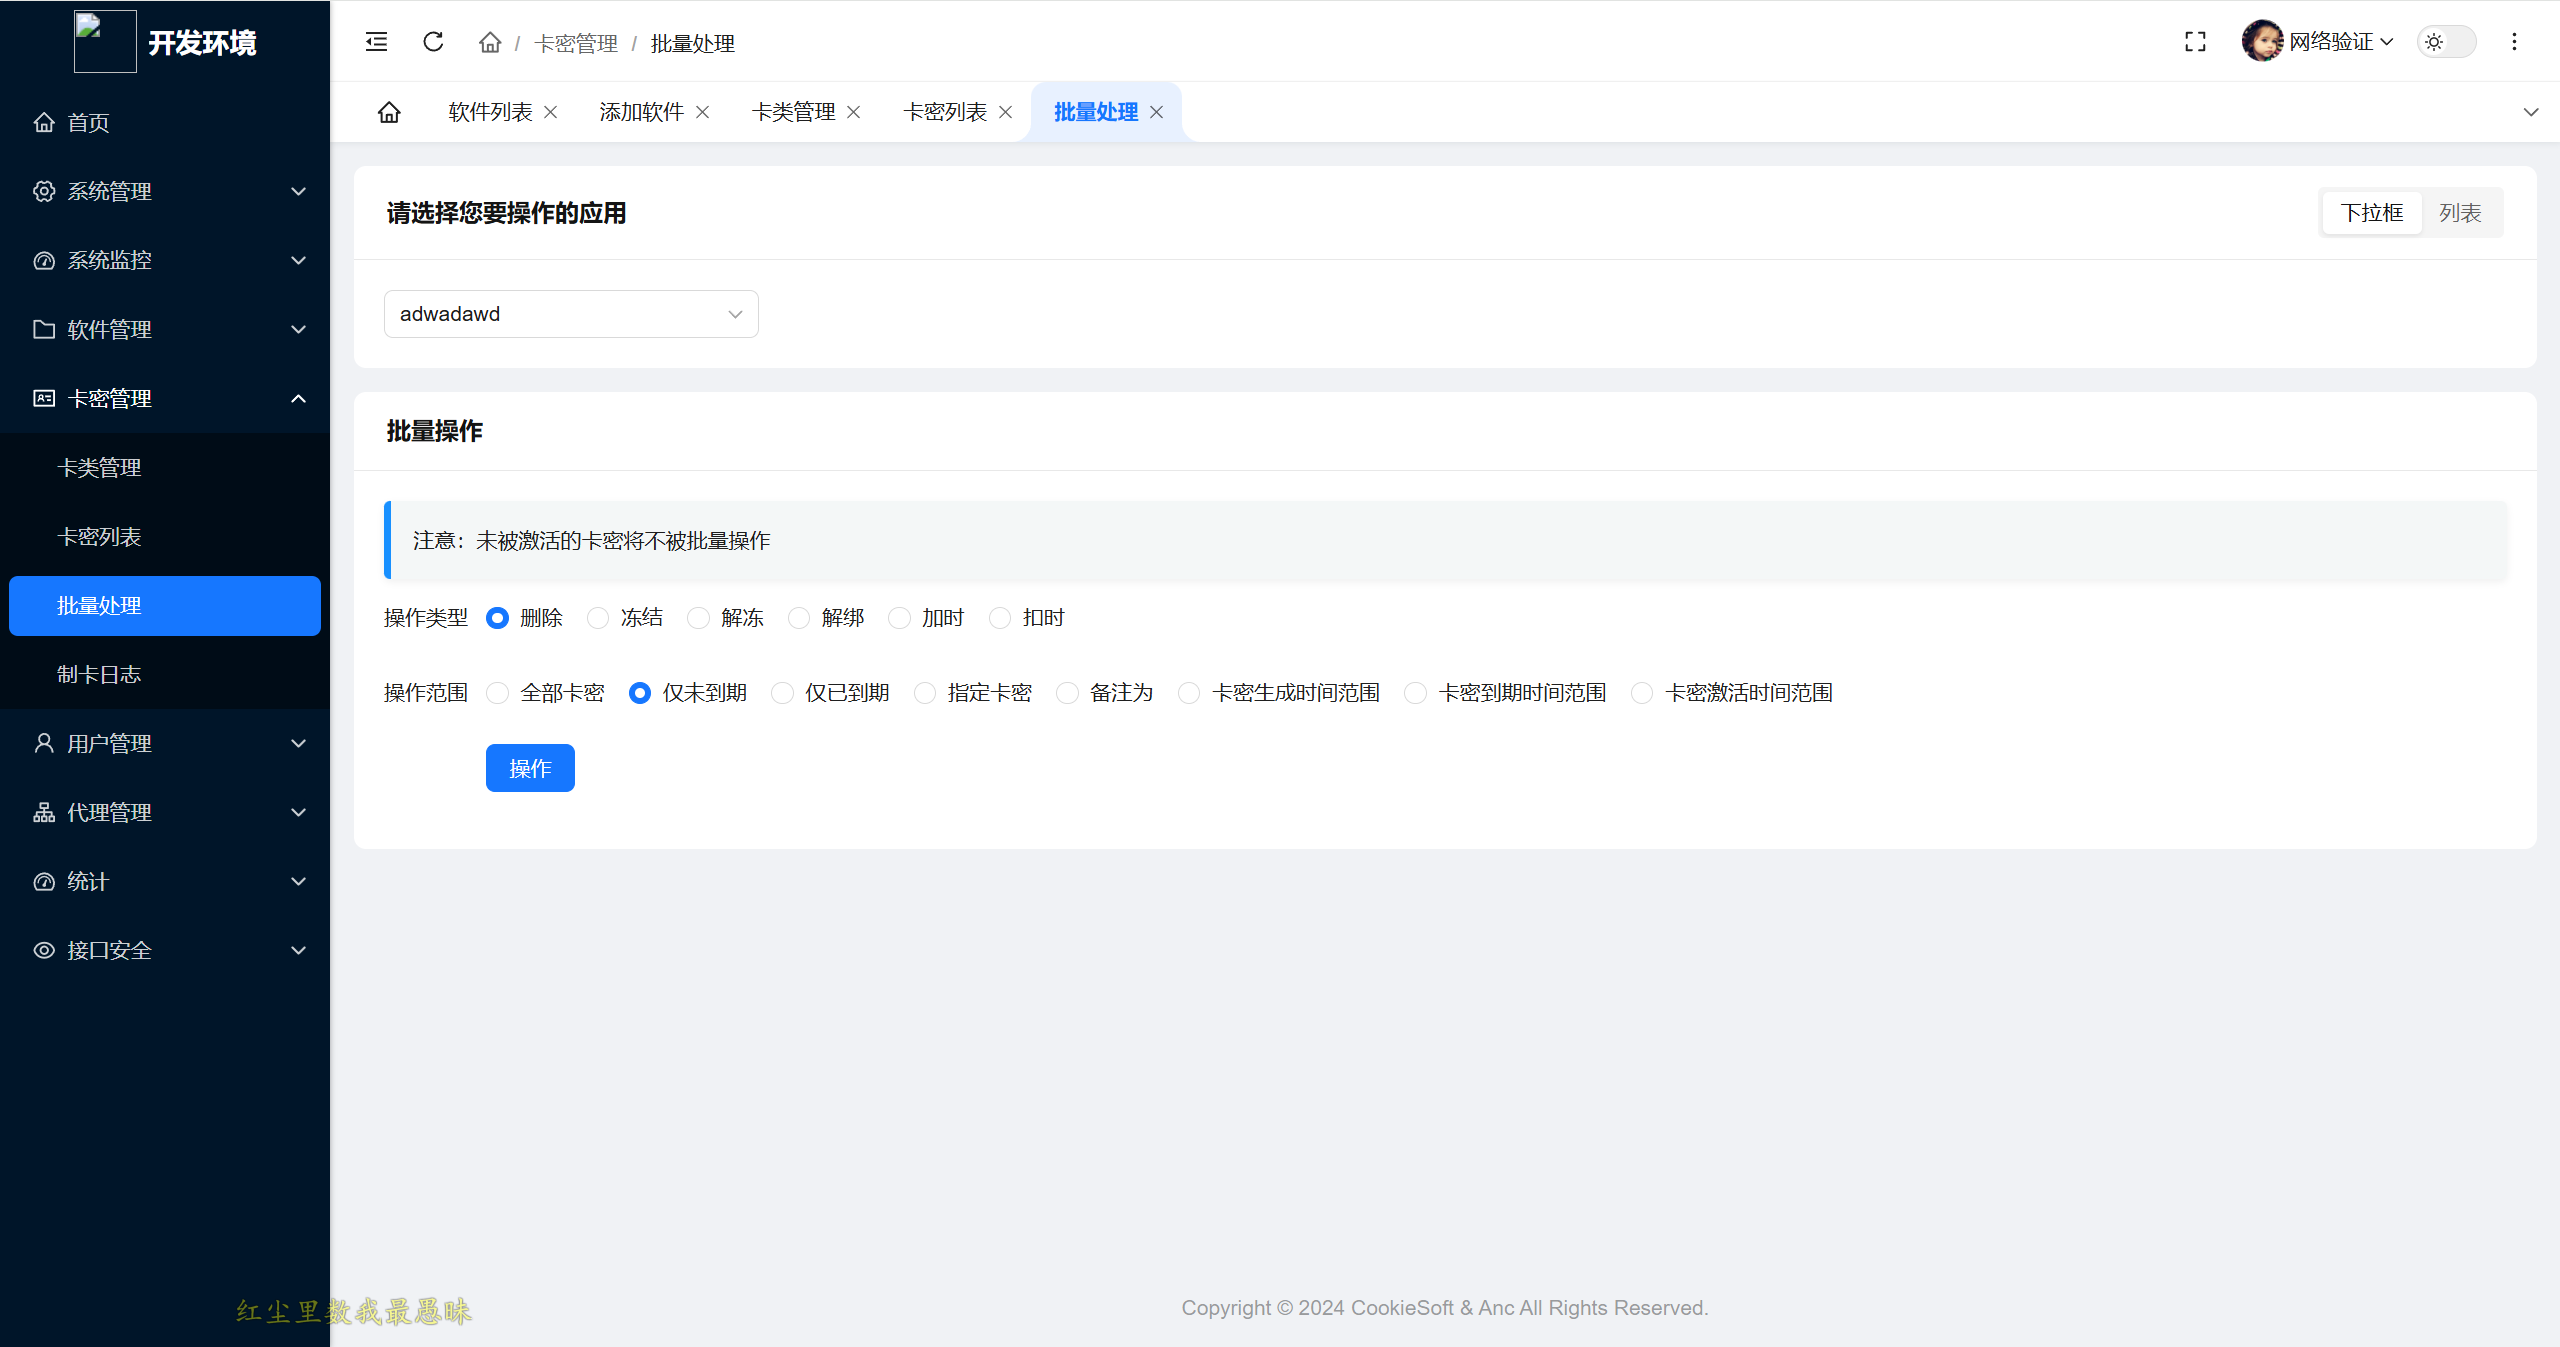 开发环境
首页
系统管理
系统监控
软件管理
卡密管理
卡类管理
卡密列表
批量处理
制卡日志
用户管理
代理管理
统计
接口安全
/ 卡密管理 / 批量处理
网络验证
软件列表 添加软件 卡类管理 卡密列表 批量处理
请选择您要操作的应用
下拉框 列表
adwadawd
批量操作
注意：未被激活的卡密将不被批量操作
操作类型 删除 冻结 解冻 解绑 加时 扣时
操作范围 全部卡密 仅未到期 仅已到期 指定卡密 备注为 卡密生成时间范围 卡密到期时间范围 卡密激活时间范围
操作
红尘里数我最愚昧
Copyright © 2024 CookieSoft & Anc All Rights Reserved.